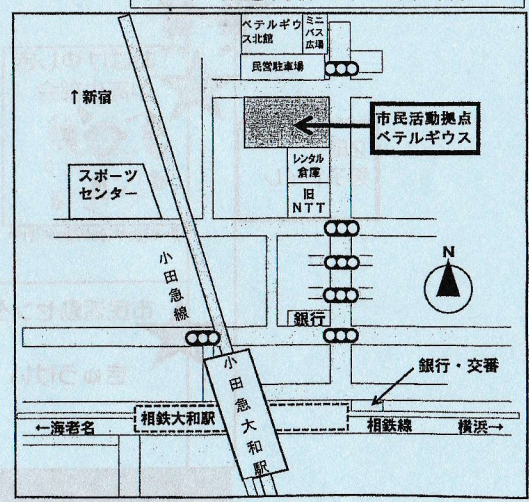 ベテルギウ
ス北館
ミニ
バス
広場
民営駐車場
↑新宿
市民活動拠点
ベテルギウス
レンタル
倉庫
スポーツ
センター
旧
NTT
小田急線
N
銀行
小田急大和駅
銀行・交番
相鉄大和駅
←海老名
相鉄線
横浜→